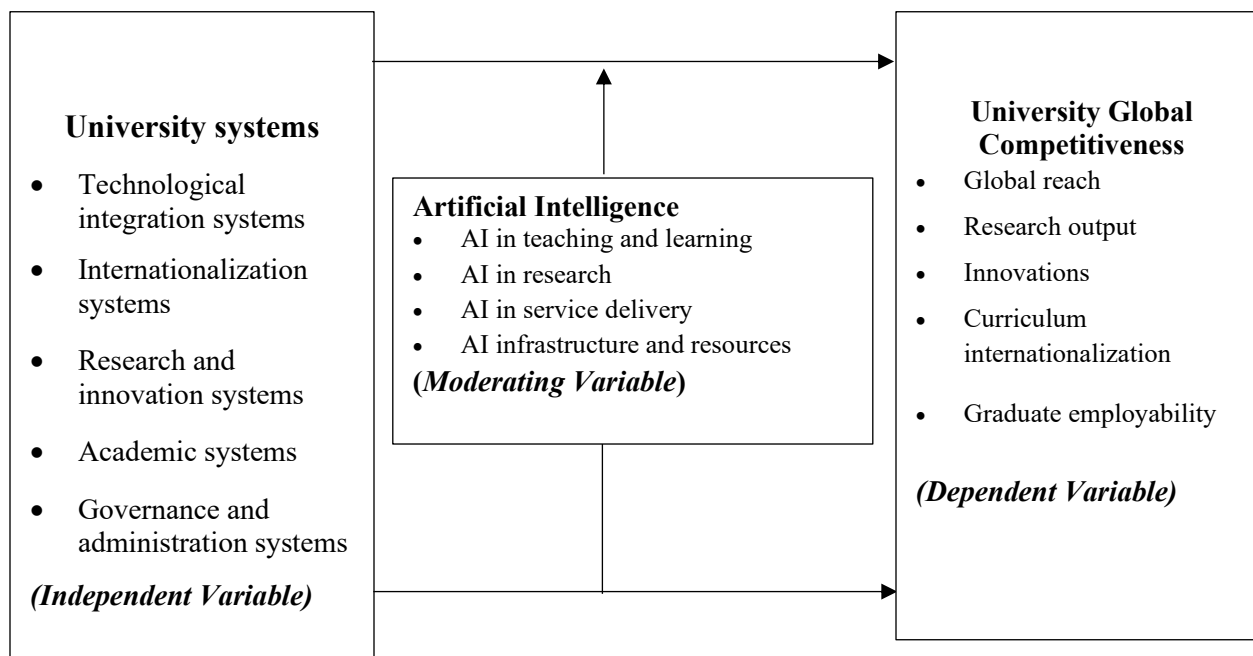 University systems
• Technological
integration systems
• Internationalization
systems
• Research and
innovation systems
• Academic systems
• Governance and
administration systems
(Independent Variable)
Artificial Intelligence
• AI in teaching and learning
• AI in research
• AI in service delivery
• AI infrastructure and resources
(Moderating Variable)
University Global
Competitiveness
• Global reach
• Research output
• Innovations
• Curriculum
internationalization
• Graduate employability
(Dependent Variable)